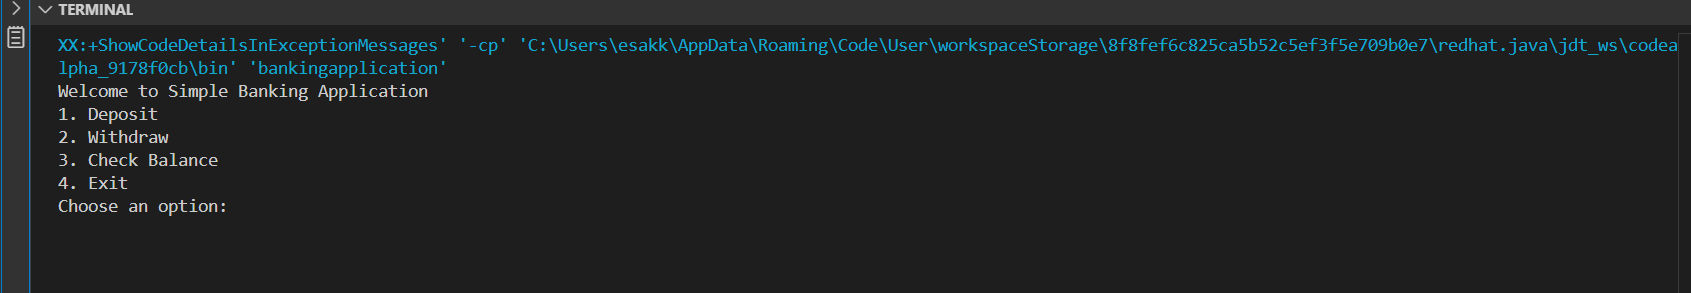 TERMINAL
XX:+ShowCodeDetailsInExceptionMessages' '-cp' 'C:\Users\esakk\AppData\Roaming\Code\User\workspaceStorage\8f8fef6c825ca5b52c5ef3f5e709b0e7\redhat.java\jdt_ws\codea
lpha_9178f0cb\bin' 'bankingapplication'
Welcome to Simple Banking Application
1. Deposit
2. Withdraw
3. Check Balance
4. Exit
Choose an option: